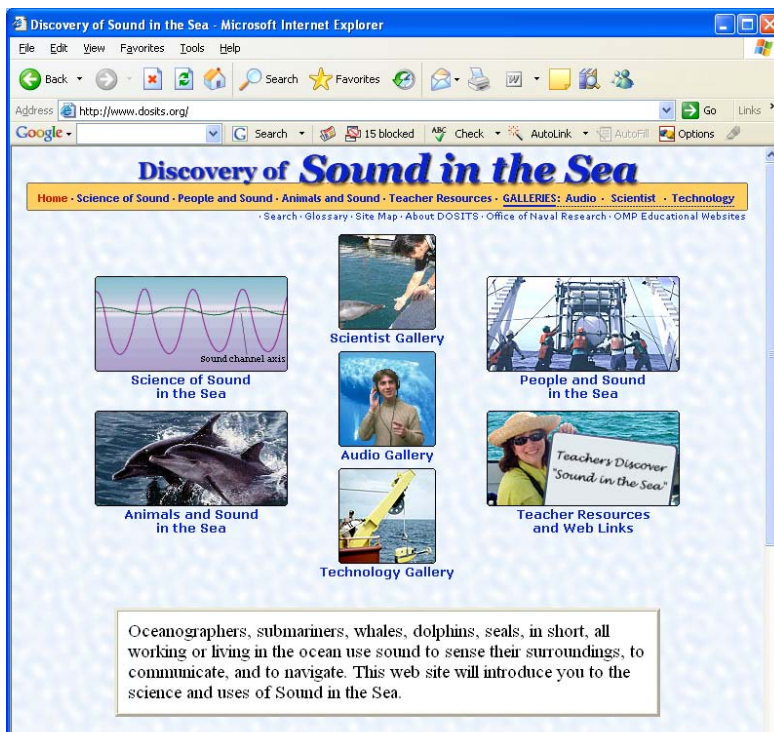 Discovery of Sound in the Sea - Microsoft Internet Explorer
File Edit View Favorites Tools Help
Back Search Favorites
Address http://www.dosits.org/ Go Links »
Google Search 15 blocked ABC Check AutoLink AutoFill Options
Discovery of Sound in the Sea
Home · Science of Sound · People and Sound · Animals and Sound · Teacher Resources · GALLERIES: Audio · Scientist · Technology
· Search · Glossary · Site Map · About DOSITS · Office of Naval Research · OMP Educational Websites
Sound channel axis
Scientist Gallery
Science of Sound
in the Sea
People and Sound
in the Sea
Teachers Discover
"Sound in the Sea"
Audio Gallery
Animals and Sound
in the Sea
Teacher Resources
and Web Links
Technology Gallery
Oceanographers, submariners, whales, dolphins, seals, in short, all
working or living in the ocean use sound to sense their surroundings, to
communicate, and to navigate. This web site will introduce you to the
science and uses of Sound in the Sea.